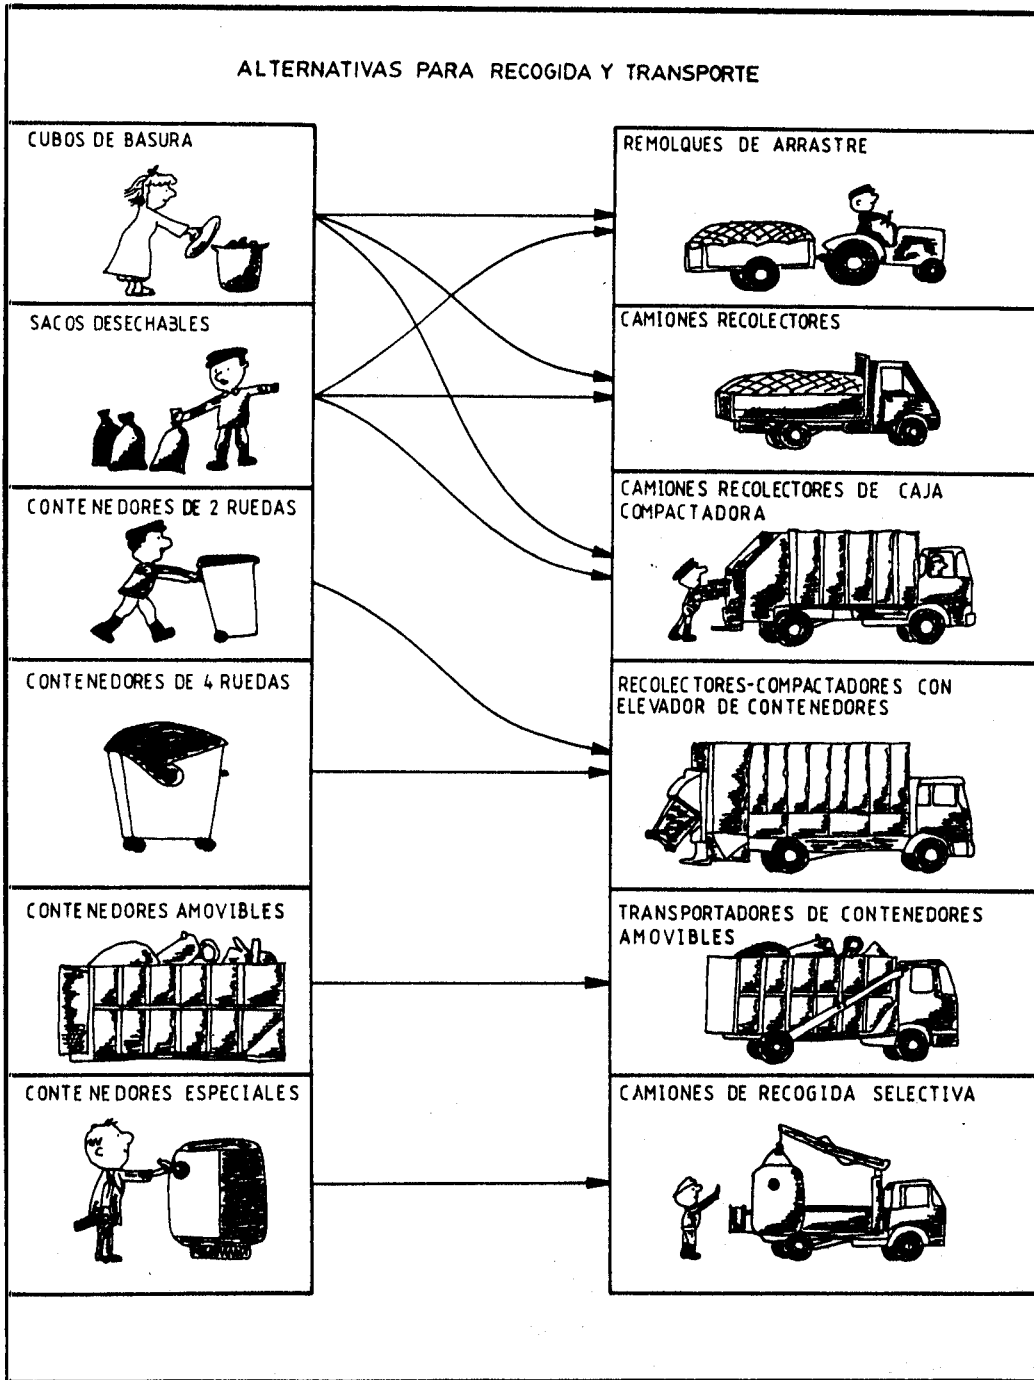 ALTERNATIVAS PARA RECOGIDA Y TRANSPORTE
CUBOS DE BASURA
SACOS DESECHABLES
CONTENEDORES DE 2 RUEDAS
CONTENEDORES DE 4 RUEDAS
CONTENEDORES AMOVIBLES
CONTENEDORES ESPECIALES
REMOLQUES DE ARRASTRE
CAMIONES RECOLECTORES
CAMIONES RECOLECTORES DE CAJA
COMPACTADORA
RECOLECTORES-COMPACTADORES CON
ELEVADOR DE CONTENEDORES
TRANSPORTADORES DE CONTENEDORES
AMOVIBLES
CAMIONES DE RECOGIDA SELECTIVA